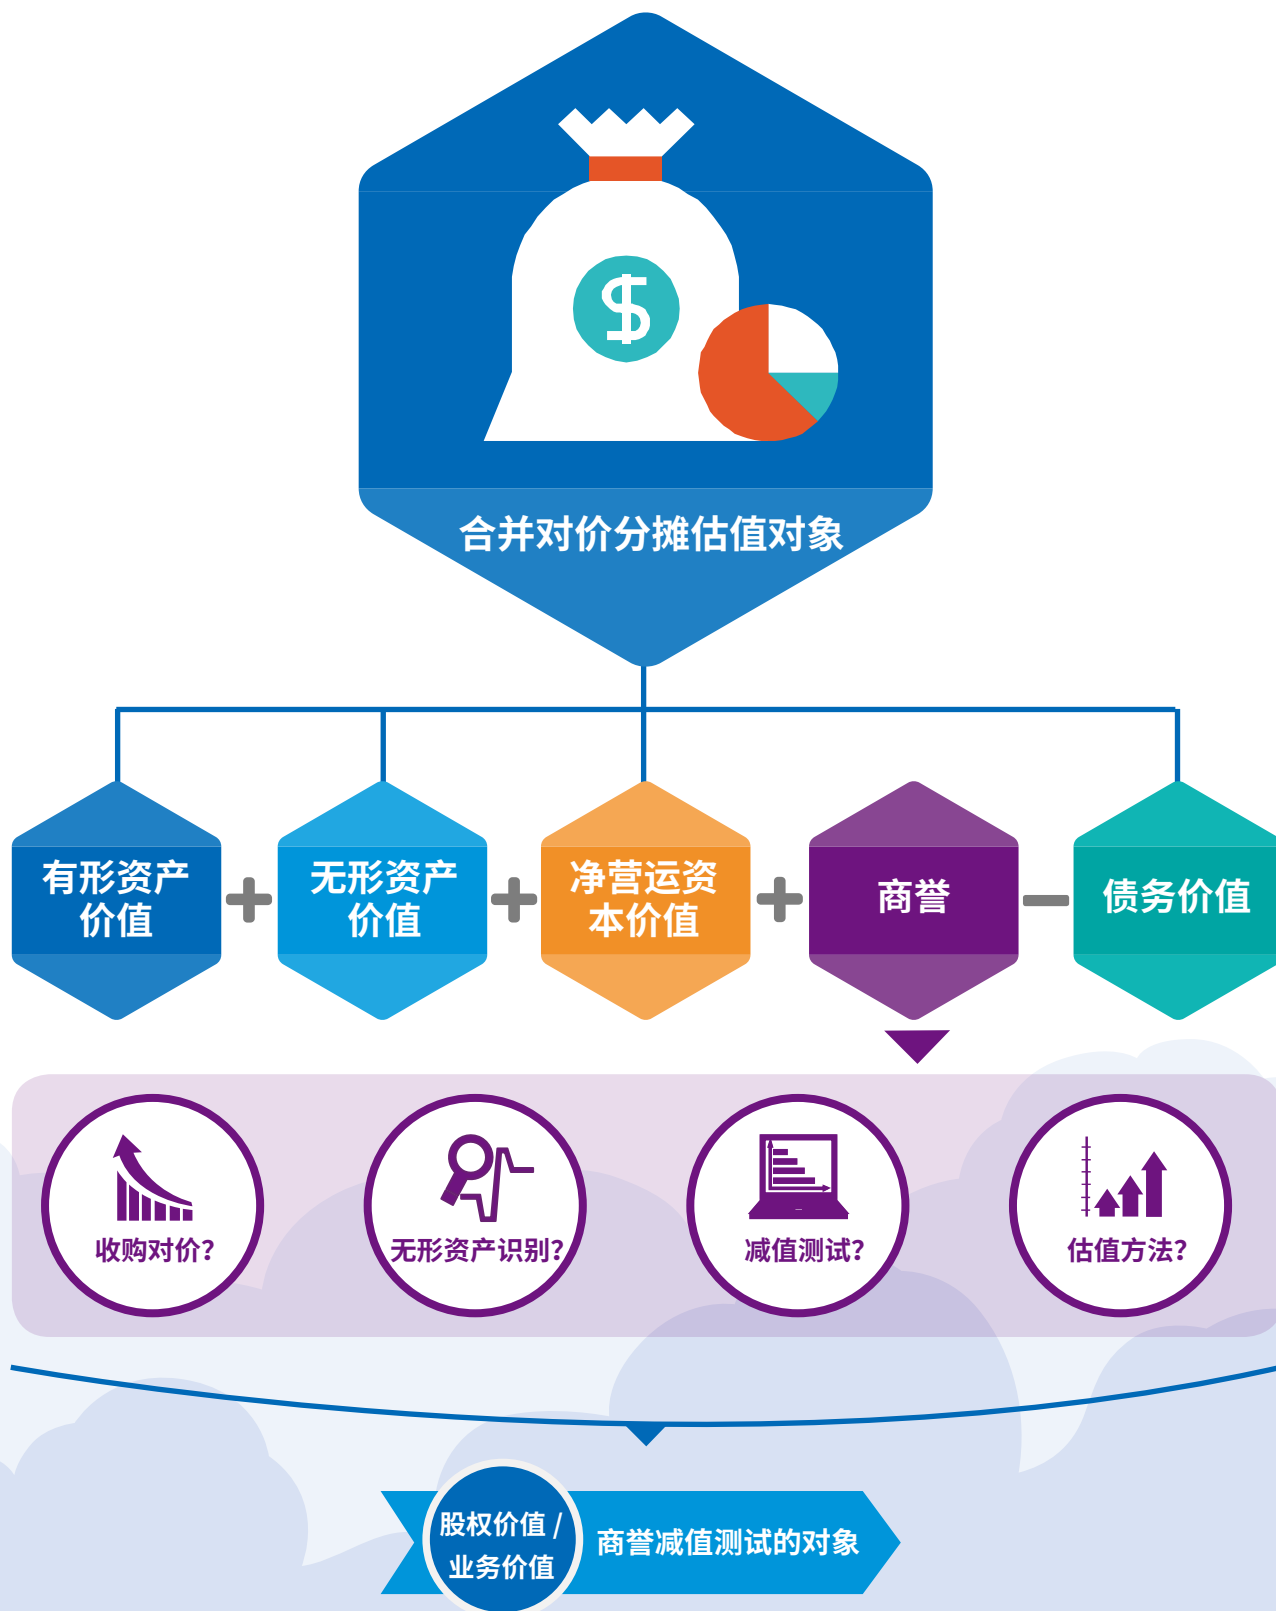 $
合并对价分摊估值对象
有形资产
价值
无形资产
价值
净营运资
本价值
商誉
债务价值
收购对价？
无形资产识别？
减值测试？
估值方法？
股权价值 /
业务价值
商誉减值测试的对象